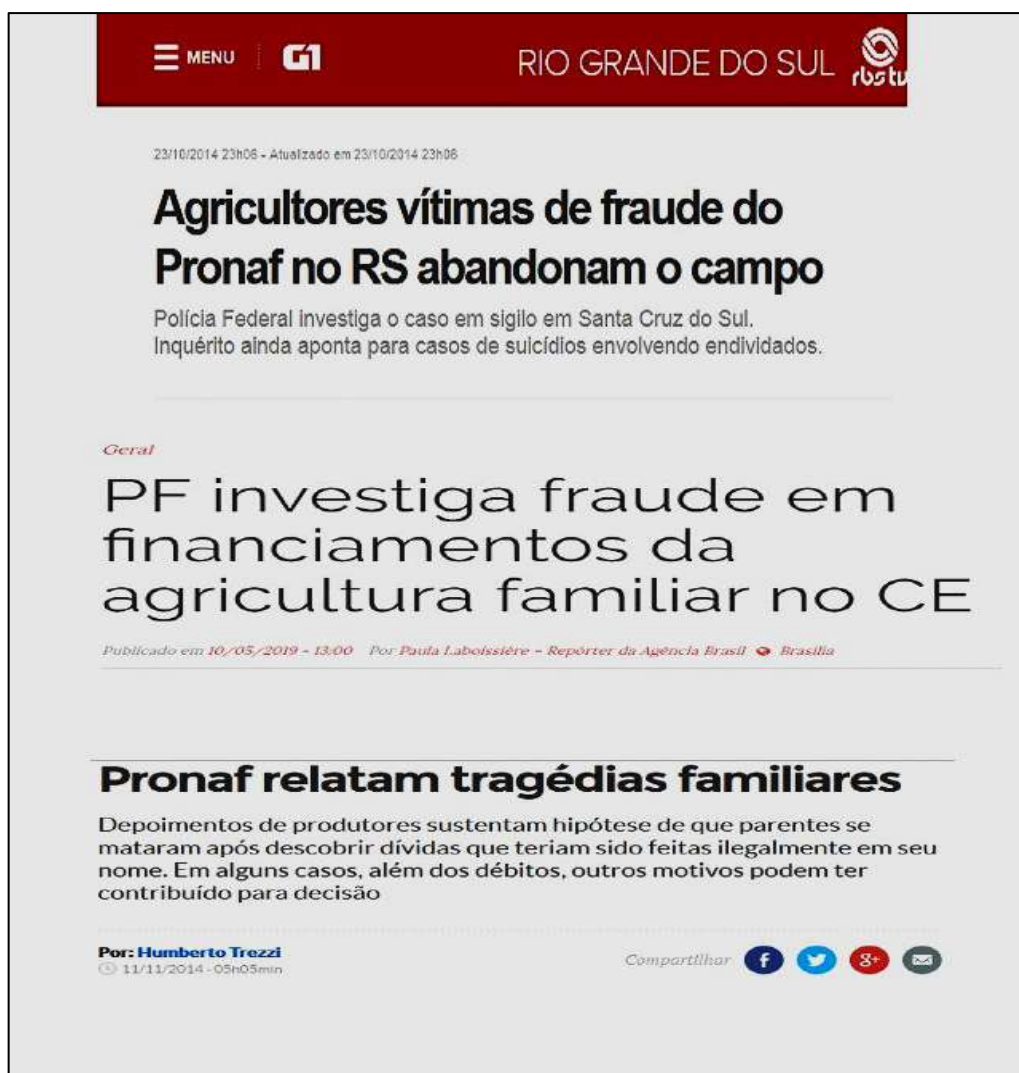 MENU G1 RIO GRANDE DO SUL rbs tv
23/10/2014 23h06 - Atualizado em 23/10/2014 23h06
Agricultores vítimas de fraude do
Pronaf no RS abandonam o campo
Polícia Federal investiga o caso em sigilo em Santa Cruz do Sul.
Inquérito ainda aponta para casos de suicídios envolvendo endividados.
Geral
PF investiga fraude em
financiamentos da
agricultura familiar no CE
Publicado em 10/05/2019 - 13:00 Por Paula Laboissière - Repórter da Agência Brasil Brasília
Pronaf relatam tragédias familiares
Depoimentos de produtores sustentam hipótese de que parentes se
mataram após descobrir dívidas que teriam sido feitas ilegalmente em seu
nome. Em alguns casos, além dos débitos, outros motivos podem ter
contribuído para decisão
Por: Humberto Trezzi
11/11/2014 - 05h05min
Compartilhar f 8+